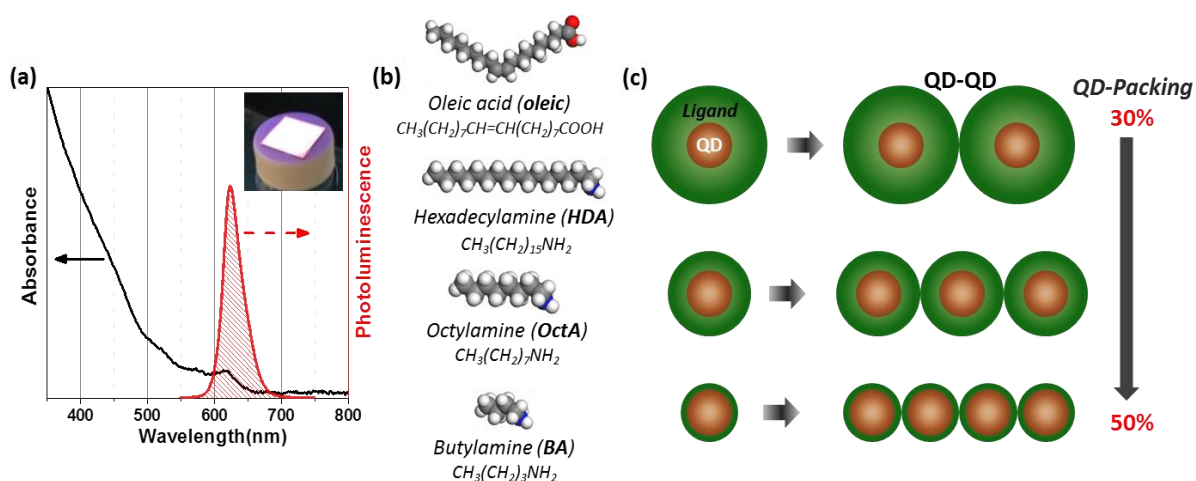 (a)
Absorbance
Photoluminescence
400 500 600 700 800
Wavelength(nm)
(b)
Oleic acid (oleic)
CH₃(CH₂)₇CH=CH(CH₂)₇COOH
Hexadecylamine (HDA)
CH₃(CH₂)₁₅NH₂
Octylamine (OctA)
CH₃(CH₂)₇NH₂
Butylamine (BA)
CH₃(CH₂)₃NH₂
(c)
Ligand
QD
QD-QD
QD-Packing
30%
50%